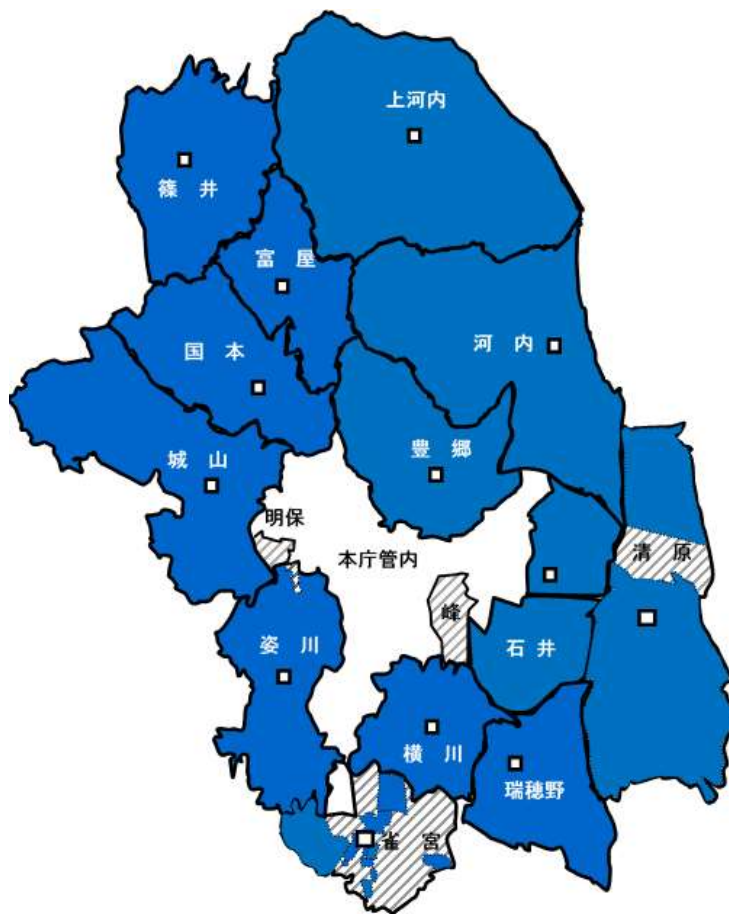 上河内
篠 井
富 屋
河 内
国 本
豊 郷
城 山
明保
本庁管内
清 原
峰
姿 川
石 井
横 川
瑞穂野
雀 宮